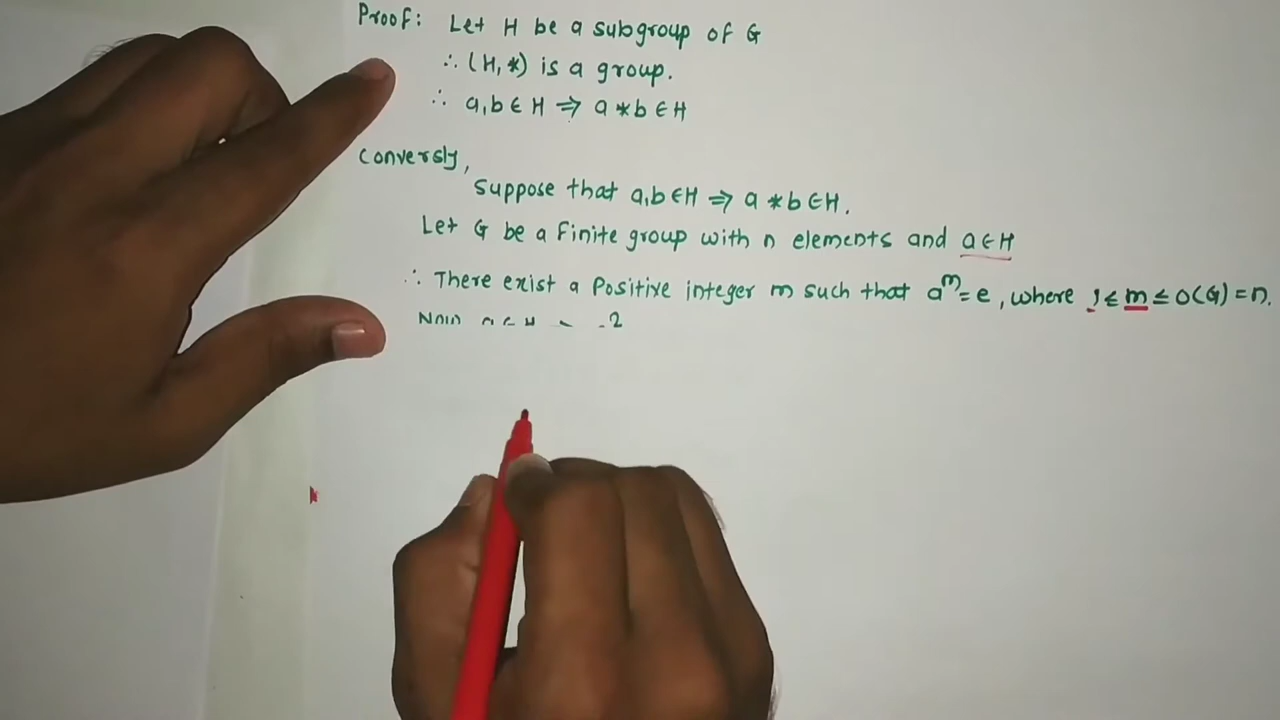 Proof: Let H be a subgroup of G
∴ (H, *) is a group.
∴ a,b ∈ H ⇒ a * b ∈ H
Conversly,
Suppose that a,b ∈ H ⇒ a * b ∈ H.
Let G be a finite group with n elements and a ∈ H
∴ There exist a Positive integer m such that a^m = e, where 1 ≤ m ≤ O(G) = n.